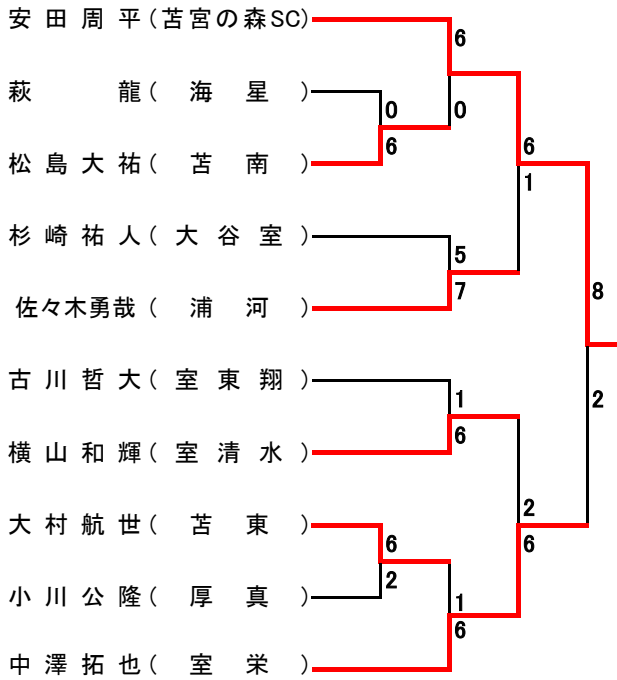 安田周平(苫宮の森SC)
6
萩 龍( 海 星 )
0
0
6
松島大祐( 苫 南 )
6
1
杉崎祐人( 大谷室 )
5
7
佐々木勇哉( 浦 河 )
8
古川哲大( 室東翔 )
1
2
6
横山和輝( 室清水 )
大村航世( 苫 東 )
2
6
6
2
小川公隆( 厚 真 )
1
6
中澤拓也( 室 栄 )